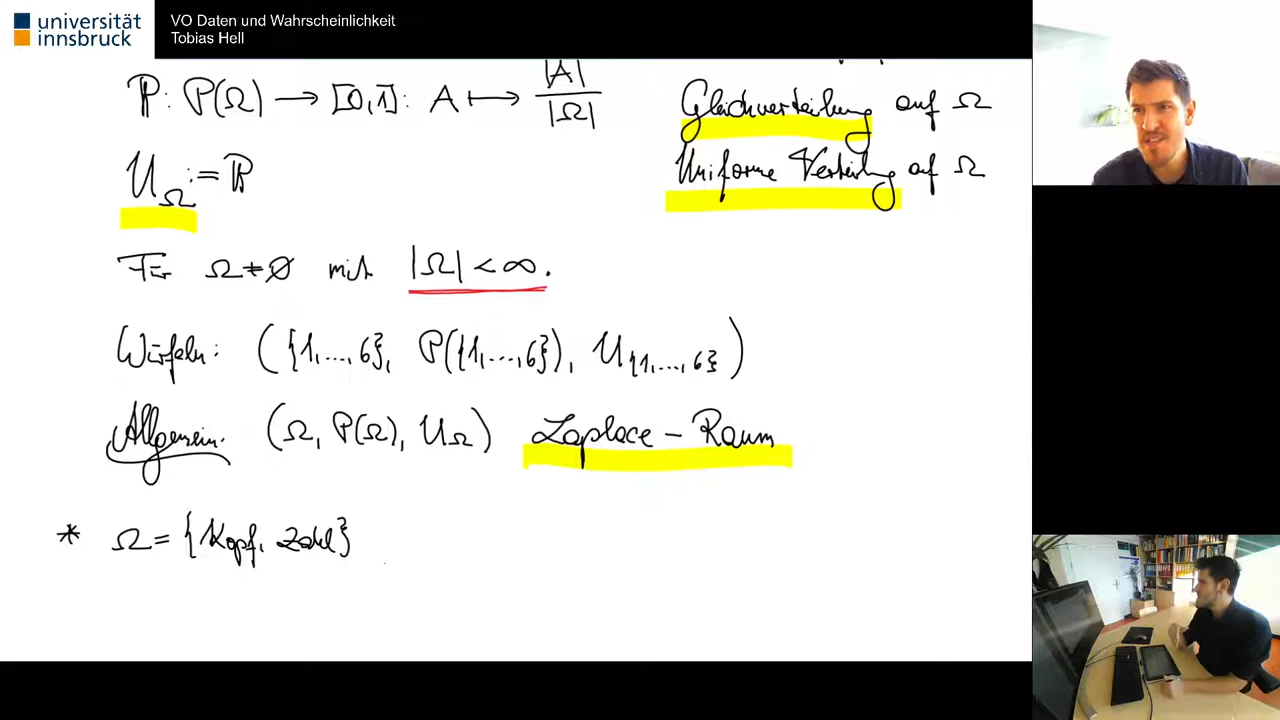 universität
innsbruck
VO Daten und Wahrscheinlichkeit
Tobias Hell
ℙ: 𝒫(Ω) → [0,1]: A ↦ |A| / |Ω|
Gleichverteilung auf Ω
𝒰_Ω := ℙ
Uniforme Verteilung auf Ω
Für Ω ≠ ∅ mit |Ω| < ∞.
Würfeln: ({1,...,6}, 𝒫({1,...,6}), 𝒰_{1,...,6})
Allgemein: (Ω, 𝒫(Ω), 𝒰_Ω) Laplace-Raum
* Ω = {Kopf, Zahl}